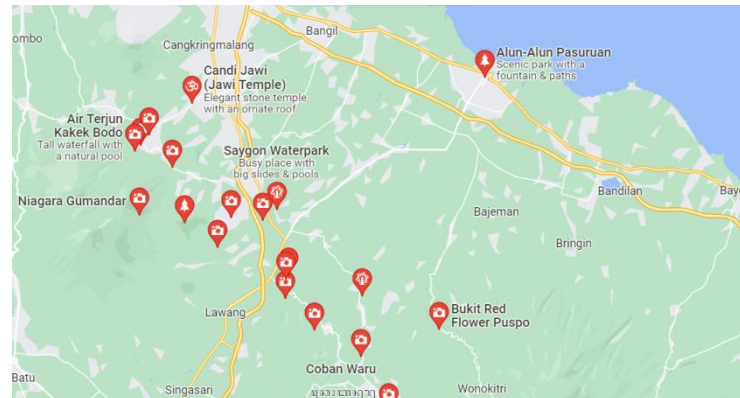 ombo
Bangil
Cangkringmalang
Alun-Alun Pasuruan
Scenic park with a
fountain & paths
Candi Jawi
(Jawi Temple)
Elegant stone temple
with an ornate roof
Air Terjun
Kakek Bodo
Tall waterfall with
a natural pool
Saygon Waterpark
Busy place with
big slides & pools
Niagara Gumandar
Bandilan
Bay
Bajeman
Bringin
Bukit Red
Flower Puspo
Lawang
Coban Waru
Batu
Singasari
Wonokitri